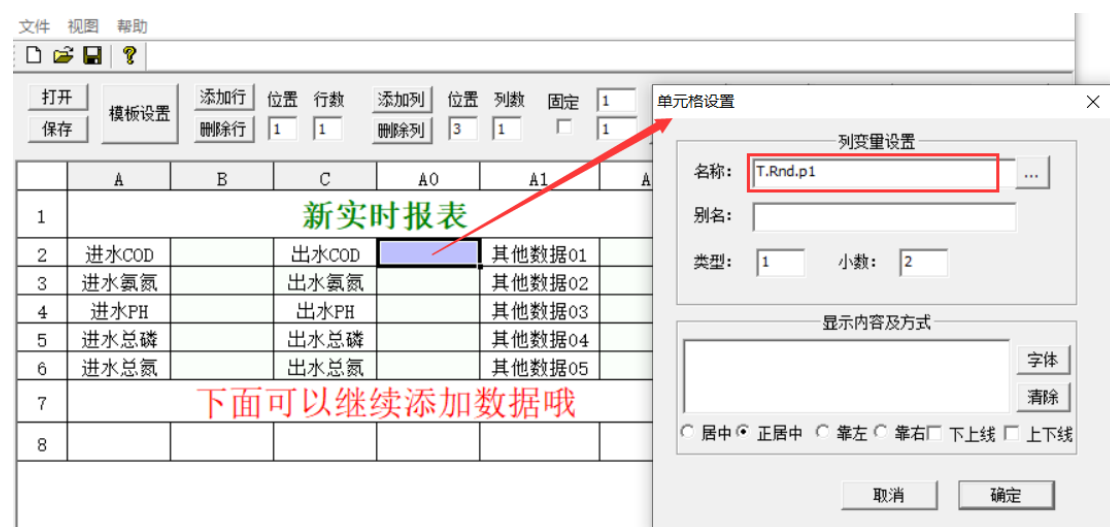 文件 视图 帮助
打开 模板设置 添加行 位置 行数 添加列 位置 列数 固定 1
保存 删除行 1 1 删除列 3 1 1
A B C A0 A1 A
1 新实时报表
2 进水COD 出水COD 其他数据01
3 进水氨氮 出水氨氮 其他数据02
4 进水PH 出水PH 其他数据03
5 进水总磷 出水总磷 其他数据04
6 进水总氮 出水总氮 其他数据05
7 下面可以继续添加数据哦
8
单元格设置
列变量设置
名称: T.Rnd.p1 ...
别名:
类型: 1 小数: 2
显示内容及方式
字体
清除
居中 正居中 靠左 靠右 下上线 上下线
取消 确定